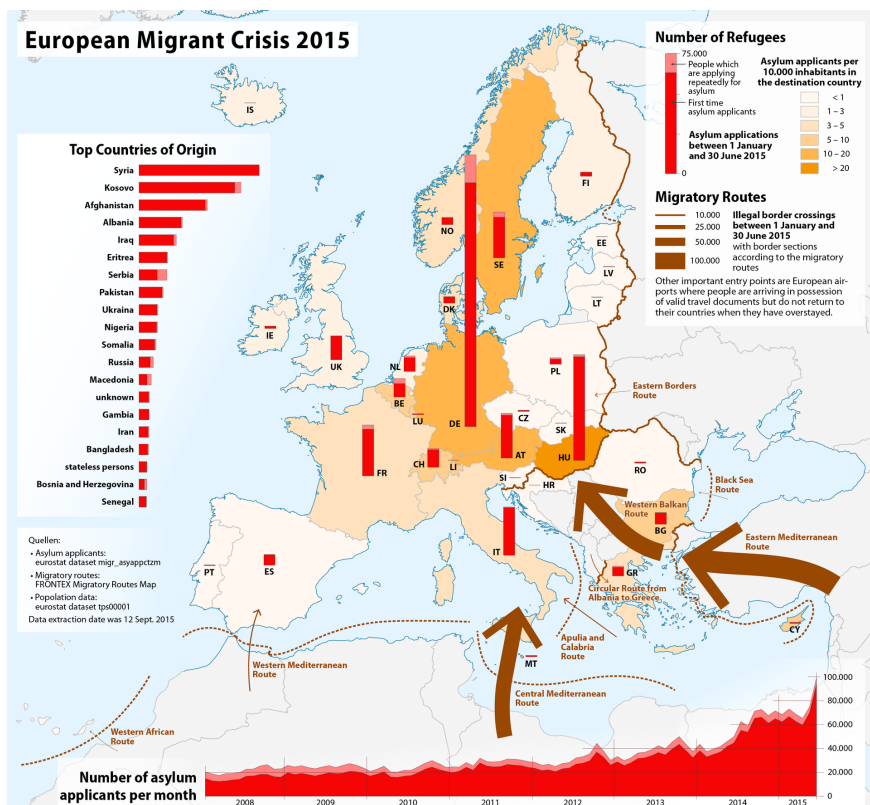 European Migrant Crisis 2015
Number of Refugees
75.000
People which
are applying
repeatedly for
asylum
First time
asylum applicants
Asylum applications
between 1 January
and 30 June 2015
0
Asylum applicants per
10.000 inhabitants in
the destination country
< 1
1 – 3
3 – 5
5 – 10
10 – 20
> 20
Migratory Routes
10.000
25.000
50.000
100.000
Illegal border crossings
between 1 January and
30 June 2015
with border sections
according to the migratory
routes
Other important entry points are European air-
ports where people are arriving in possession
of valid travel documents but do not return to
their countries when they have overstayed.
Top Countries of Origin
Syria
Kosovo
Afghanistan
Albania
Iraq
Eritrea
Serbia
Pakistan
Ukraina
Nigeria
Somalia
Russia
Macedonia
unknown
Gambia
Iran
Bangladesh
stateless persons
Bosnia and Herzegovina
Senegal
Quellen:
• Asylum applicants:
eurostat dataset migr_asyappctzm
• Migratory routes:
FRONTEX Migratory Routes Map
• Population data:
eurostat dataset tps00001
Data extraction date was 12 Sept. 2015
IS
FI
NO
SE
EE
LV
LT
DK
IE
UK
NL
BE
LU
PL
DE
CZ
SK
AT
HU
CH
LI
FR
SI
HR
RO
BG
IT
GR
PT
ES
MT
CY
Eastern Borders
Route
Black Sea
Route
Western Balkan
Route
Eastern Mediterranean
Route
Circular Route from
Albania to Greece
Apulia and
Calabria
Route
Central Mediterranean
Route
Western Mediterranean
Route
Western African
Route
Number of asylum
applicants per month
100.000
80.000
60.000
40.000
20.000
0
2008
2009
2010
2011
2012
2013
2014
2015